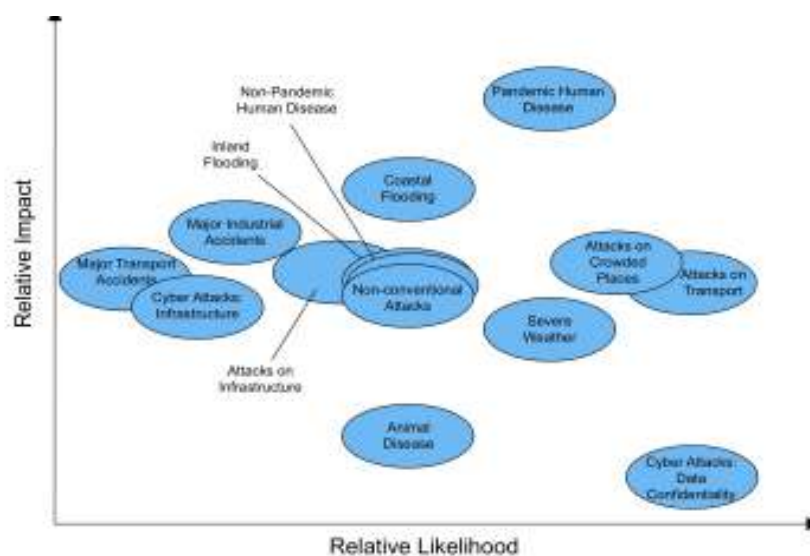 Non-Pandemic
Human Disease
Pandemic Human
Disease
Inland
Flooding
Coastal
Flooding
Major Industrial
Accidents
Attacks on
Crowded
Places
Major Transport
Accidents
Attacks on
Transport
Cyber Attacks:
Infrastructure
Non-conventional
Attacks
Severe
Weather
Attacks on
Infrastructure
Animal
Disease
Cyber Attacks:
Data
Confidentiality
Relative Impact
Relative Likelihood